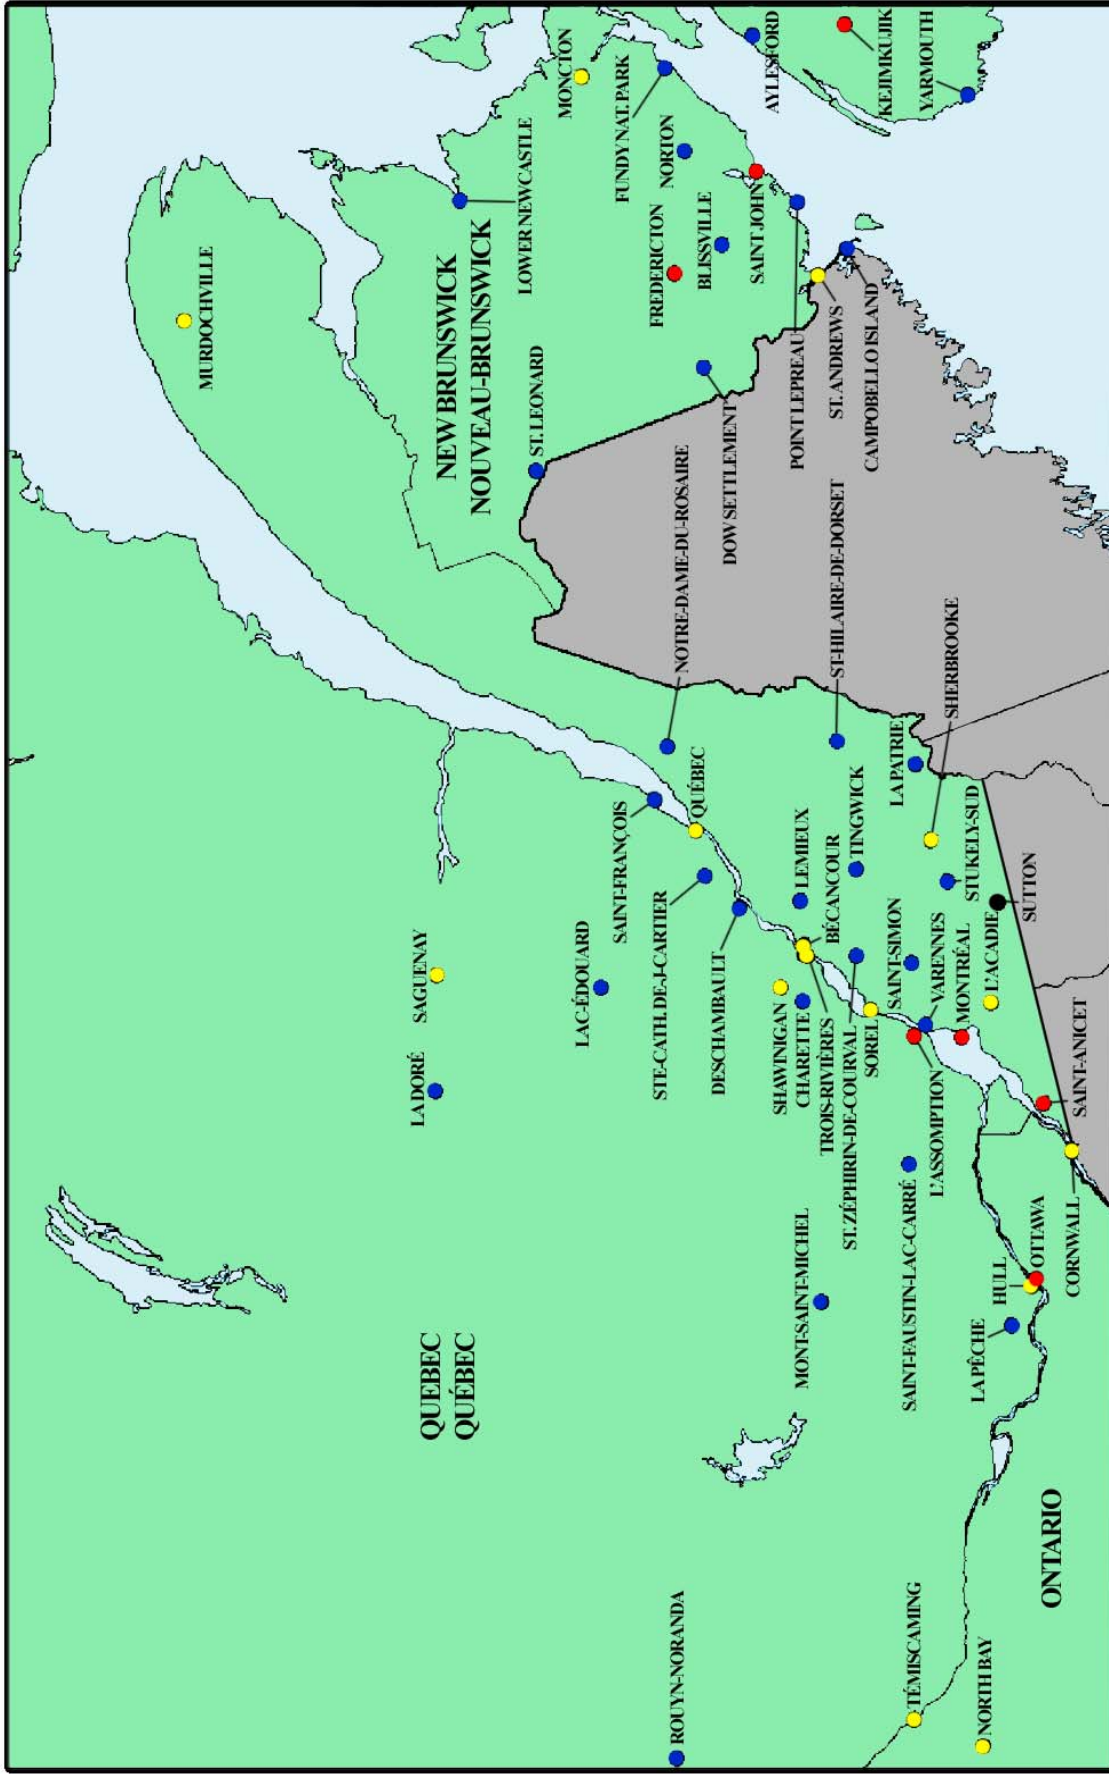 MURDOCHVILLE
NEW BRUNSWICK
NOUVEAU-BRUNSWICK
LOWER NEWCASTLE
MONCTON
FUNDY NAT. PARK
NORTON
FREDERICTON
BLISSVILLE
SAINT JOHN
AYLESFORD
KEJIMKUJIK
YARMOUTH
ST. LEONARD
DOW SETTLEMENT
POINT LEPREAU
ST. ANDREWS
CAMPOBELLO ISLAND
SAGUENAY
LA DORÉ
LAC-ÉDOUARD
SAINT-FRANÇOIS
NOTRE-DAME-DU-ROSAIRE
QUÉBEC
STE-CATH. DE-J-CARTIER
DESCHAMBAULT
ST-HILAIRE-DE-DORSET
LEMIEUX
BÉCANCOUR
TINGWICK
LA PATRIE
SHERBROOKE
SHAWINIGAN
CHARETTE
TROIS-RIVIÈRES
ST. ZÉPHIRIN-DE-COURVAL
SOREL
SAINT-SIMON
VARENNES
MONTRÉAL
STUKELY-SUD
L'ACADIE
SUTTON
QUEBEC
QUÉBEC
MONT-SAINT-MICHEL
SAINT-FAUSTIN-LAC-CARRÉ
L'ASSOMPTION
SAINT-ANICET
LA PÊCHE
HULL
OTTAWA
CORNWALL
ROUYN-NORANDA
TÉMISCAMING
NORTH BAY
ONTARIO